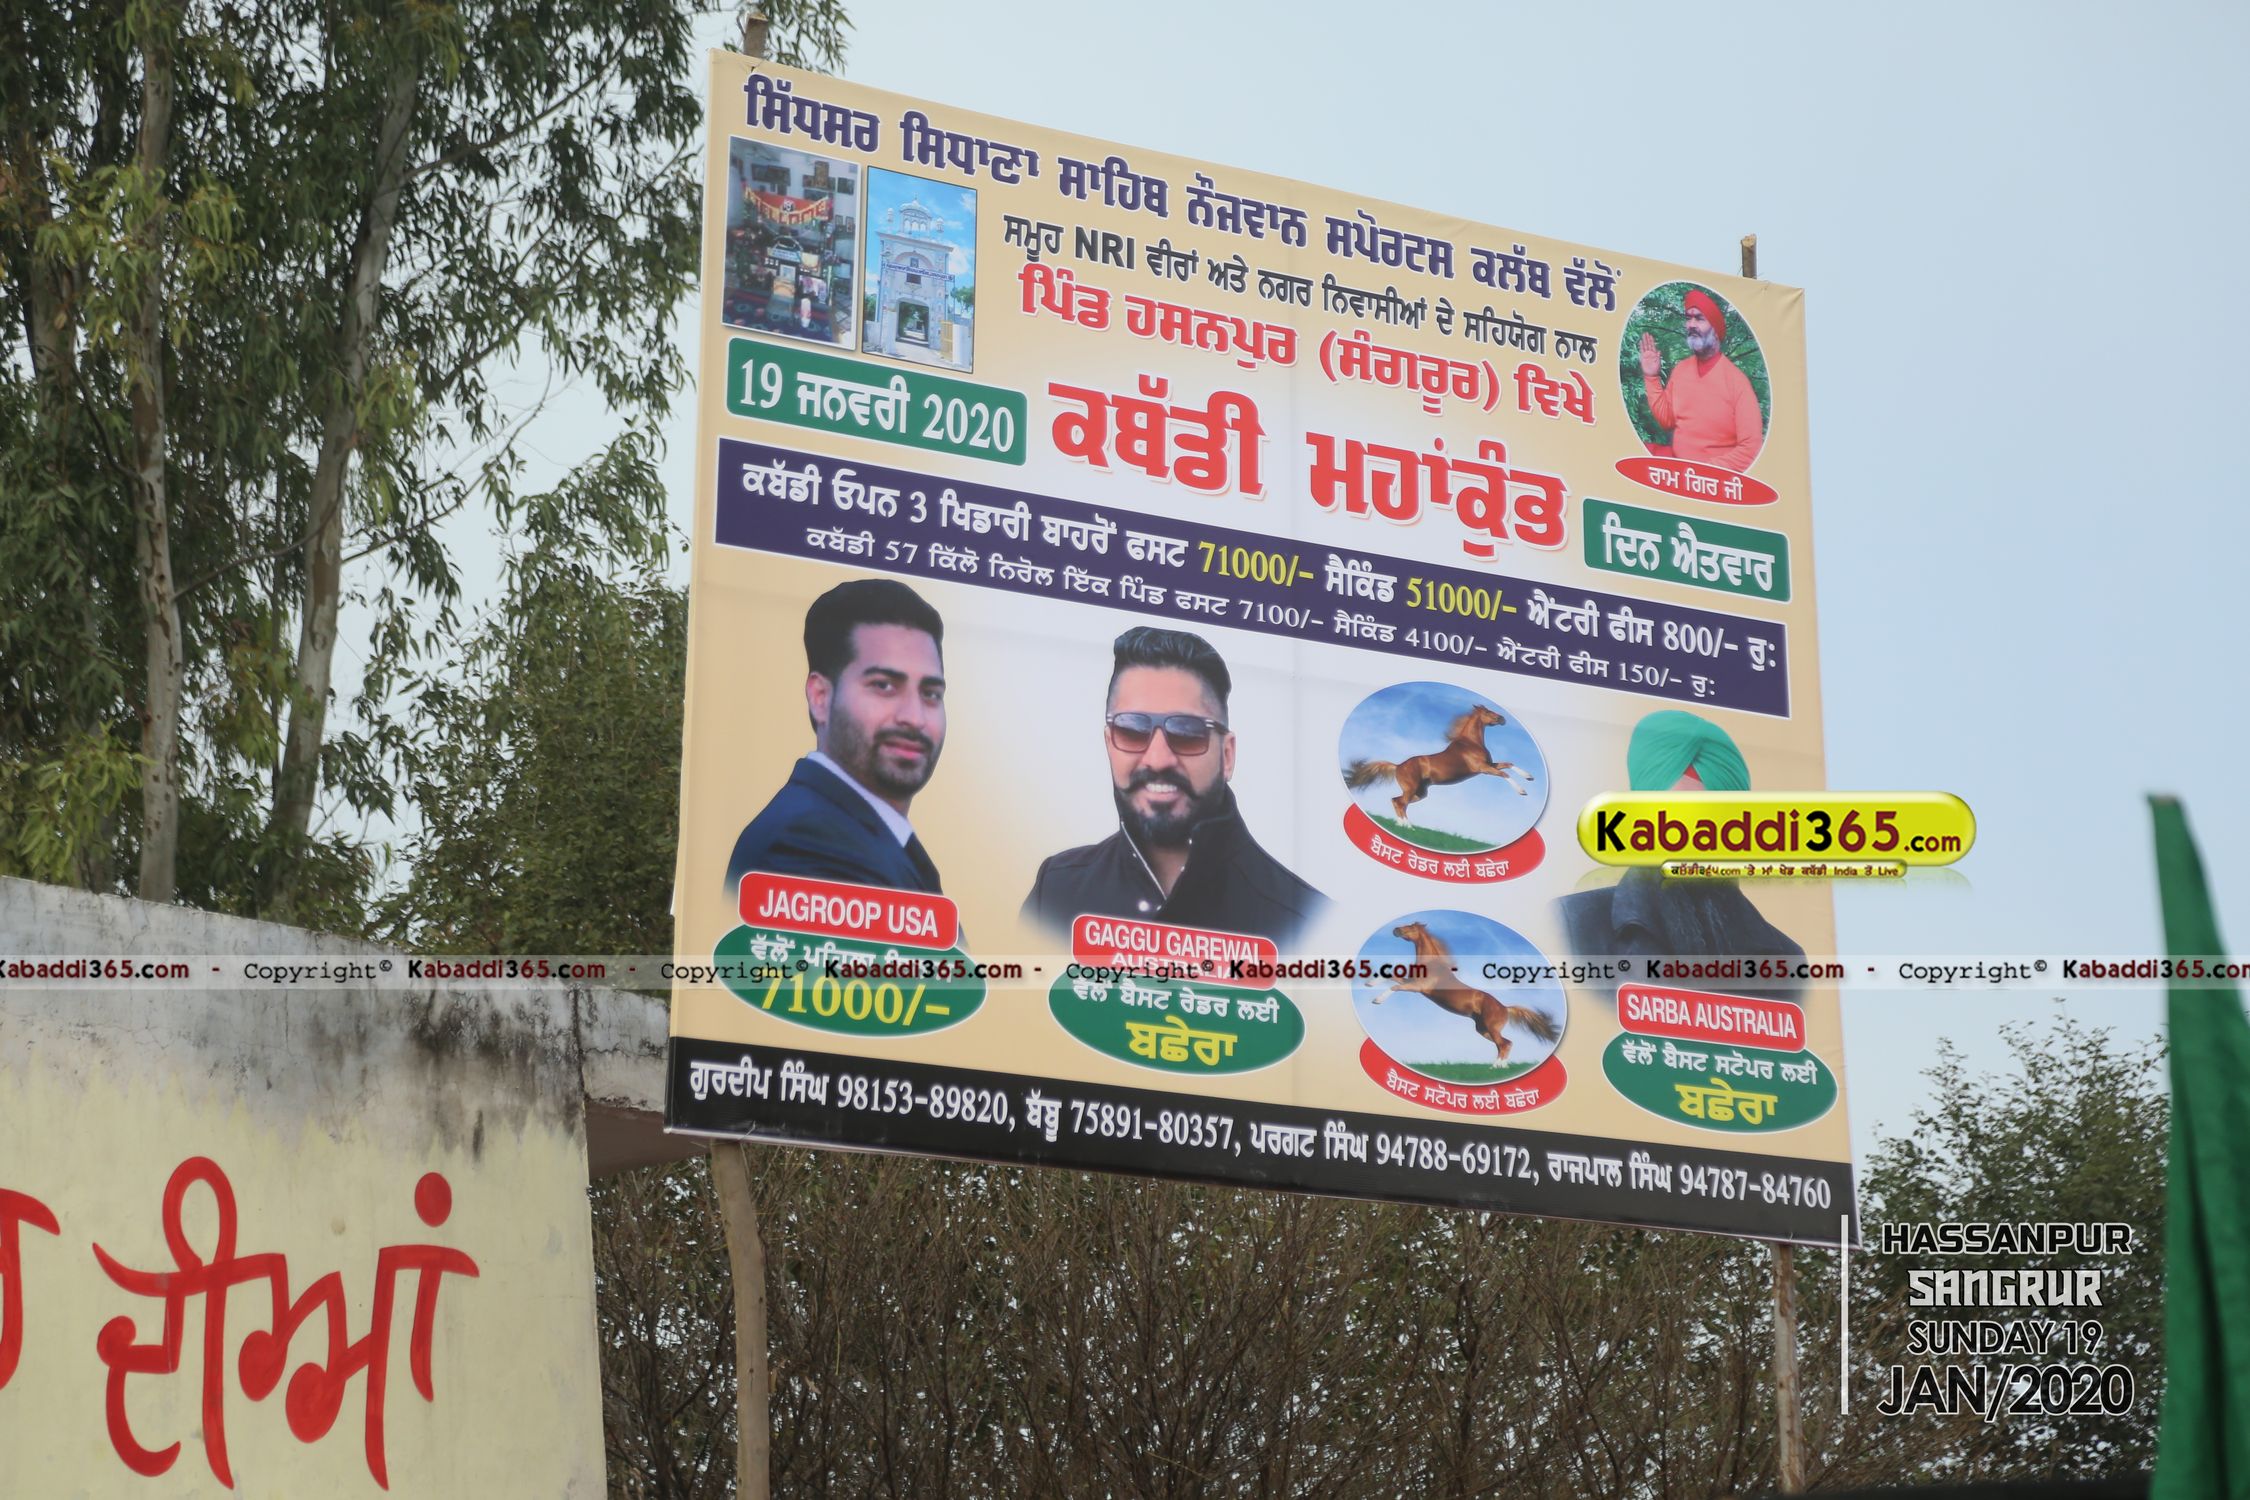 ਸਿੱਧਸਰ ਸਿਧਾਣਾ ਸਾਹਿਬ ਨੌਜਵਾਨ ਸਪੋਰਟਸ ਕਲੱਬ ਵੱਲੋਂ
ਸਮੂਹ NRI ਵੀਰਾਂ ਅਤੇ ਨਗਰ ਨਿਵਾਸੀਆਂ ਦੇ ਸਹਿਯੋਗ ਨਾਲ
ਪਿੰਡ ਹਸਨਪੁਰ (ਸੰਗਰੂਰ) ਵਿਖੇ
19 ਜਨਵਰੀ 2020
ਕਬੱਡੀ ਮਹਾਂਕੁੰਭ
ਰਾਮ ਗਿਰ ਜੀ
ਦਿਨ ਐਤਵਾਰ
ਕਬੱਡੀ ਓਪਨ 3 ਖਿਡਾਰੀ ਬਾਹਰੋਂ ਫਸਟ 71000/- ਸੈਕਿੰਡ 51000/- ਐਂਟਰੀ ਫੀਸ 800/- ਰੁ:
ਕਬੱਡੀ 57 ਕਿੱਲੋ ਨਿਰੋਲ ਇੱਕ ਪਿੰਡ ਫਸਟ 7100/- ਸੈਕਿੰਡ 4100/- ਐਂਟਰੀ ਫੀਸ 150/- ਰੁ:
JAGROOP USA
ਵੱਲੋਂ ਪਹਿਲਾ
71000/-
GAGGU GAREWAL
AUSTRALIA
ਵੱਲੋਂ ਬੈਸਟ ਰੇਡਰ ਲਈ
ਬਛੇਰਾ
ਬੈਸਟ ਰੇਡਰ ਲਈ ਬਛੇਰਾ
ਬੈਸਟ ਸਟੋਪਰ ਲਈ ਬਛੇਰਾ
Kabaddi365.com
SARBA AUSTRALIA
ਵੱਲੋਂ ਬੈਸਟ ਸਟੋਪਰ ਲਈ
ਬਛੇਰਾ
Kabaddi365.com - Copyright© Kabaddi365.com - Copyright© Kabaddi365.com - Copyright© Kabaddi365.com - Copyright© Kabaddi365.com
ਗੁਰਦੀਪ ਸਿੰਘ 98153-89820, ਬੱਬੂ 75891-80357, ਪਰਗਟ ਸਿੰਘ 94788-69172, ਰਾਜਪਾਲ ਸਿੰਘ 94787-84760
ਦੀਆਂ
HASSANPUR
SANGRUR
SUNDAY 19
JAN/2020